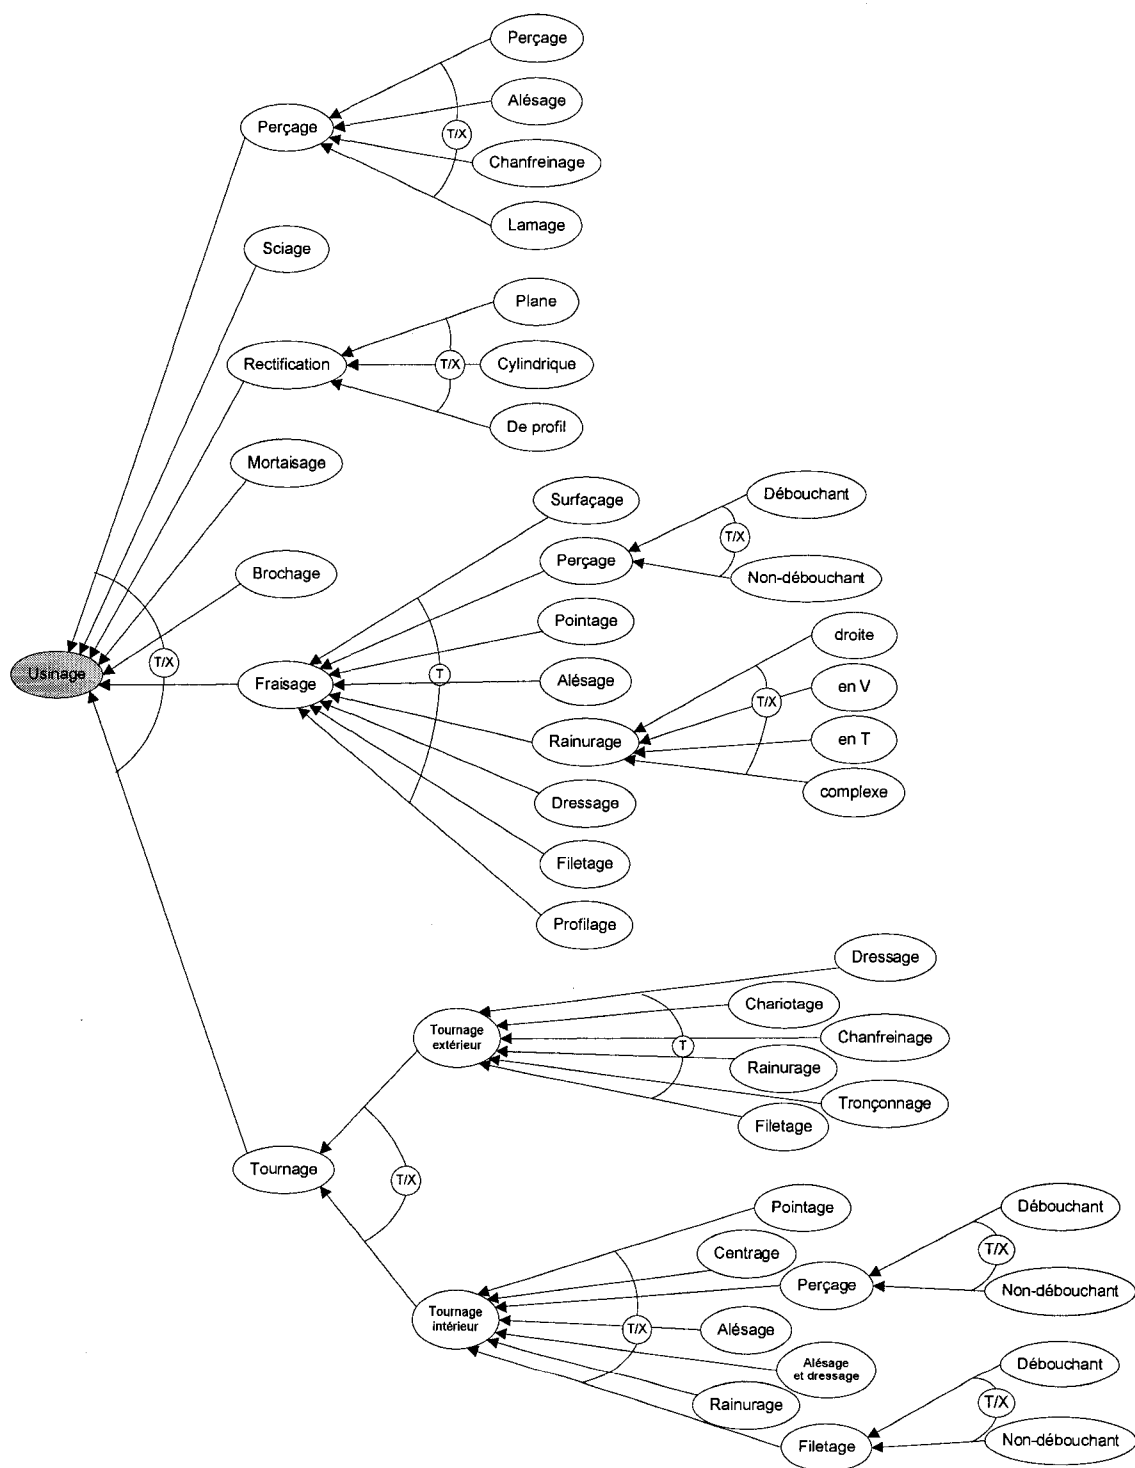 Perçage
Alésage
Perçage
T/X
Chanfreinage
Lamage
Sciage
Plane
Rectification
T/X
Cylindrique
De profil
Mortaisage
Surfaçage
Débouchant
T/X
Perçage
Non-débouchant
Brochage
Pointage
droite
Usinage
T/X
Fraisage
T
Alésage
en V
T/X
Rainurage
en T
Dressage
complexe
Filetage
Profilage
Dressage
Chariotage
Tournage
extérieur
T
Chanfreinage
Rainurage
Tronçonnage
Filetage
Tournage
T/X
Pointage
Débouchant
Centrage
T/X
Perçage
Non-débouchant
Tournage
intérieur
T/X
Alésage
Alésage
et dressage
Débouchant
Rainurage
T/X
Filetage
Non-débouchant